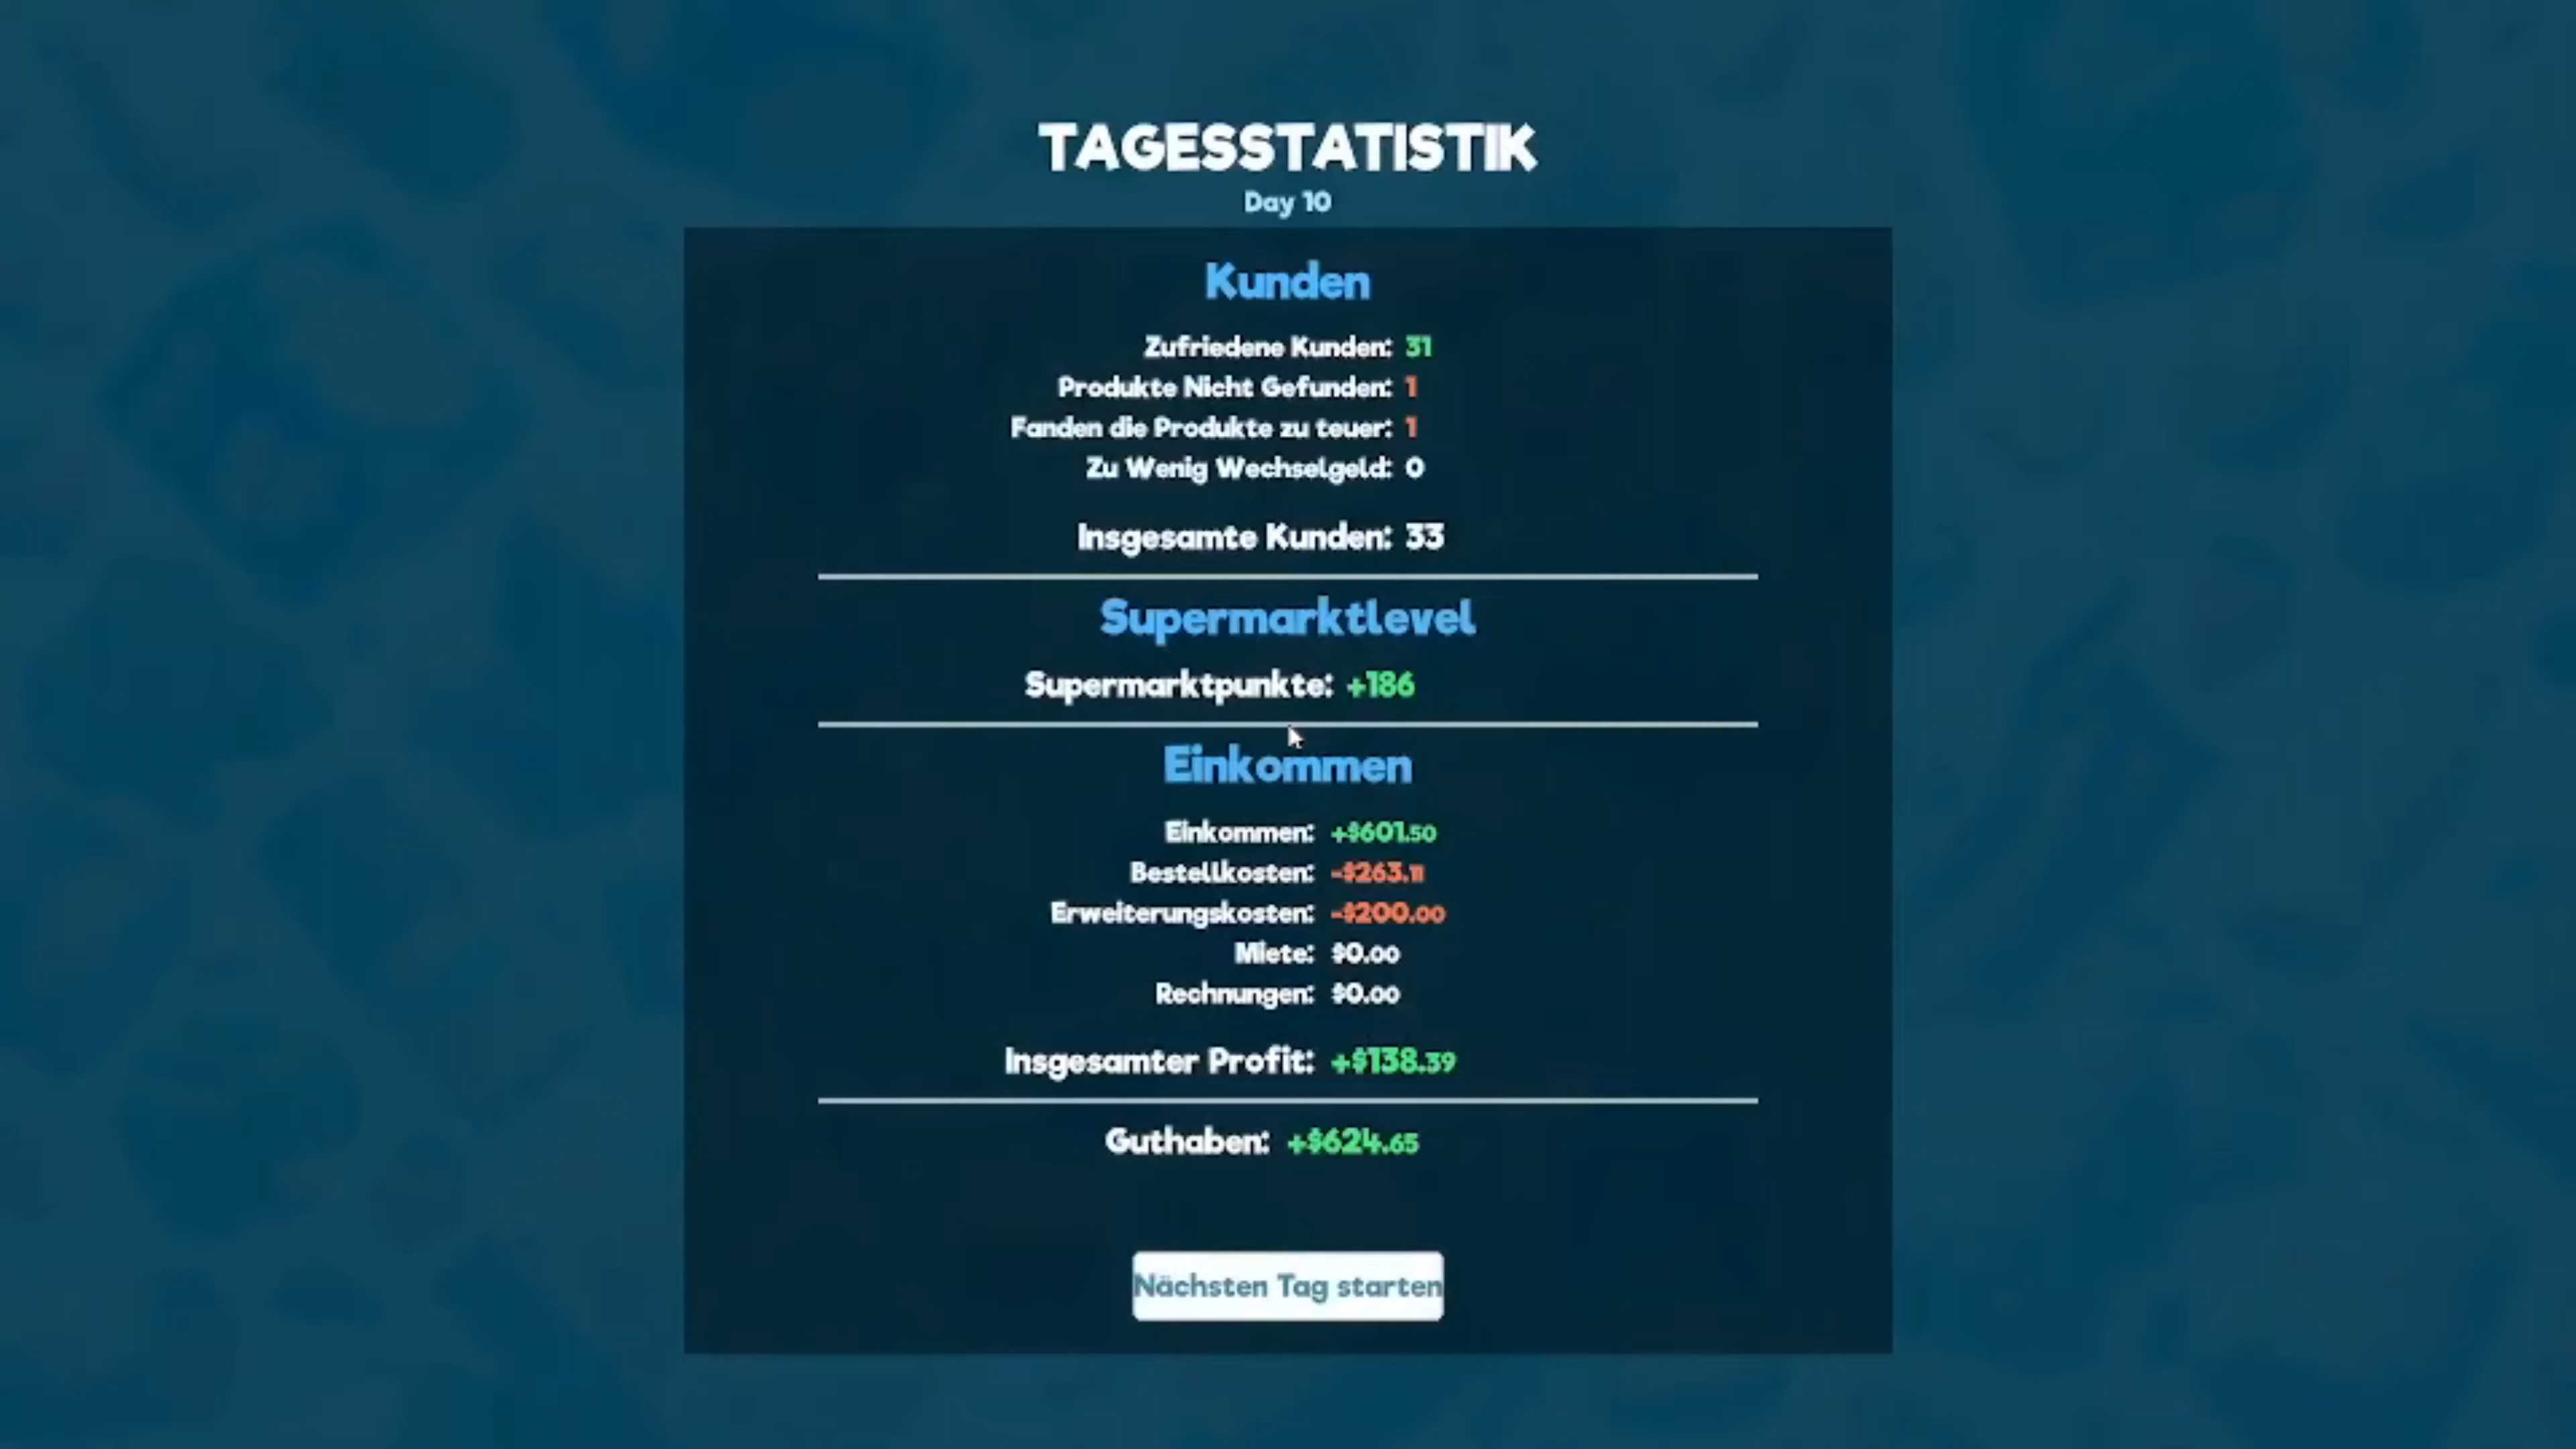 TAGESSTATISTIK
Day 10
Kunden
Zufriedene Kunden: 31
Produkte Nicht Gefunden: 1
Fanden die Produkte zu teuer: 1
Zu Wenig Wechselgeld: 0
Insgesamte Kunden: 33
Supermarktlevel
Supermarktpunkte: +186
Einkommen
Einkommen: +$601.50
Bestellkosten: -$263.11
Erweiterungskosten: -$200.00
Miete: $0.00
Rechnungen: $0.00
Insgesamter Profit: +$138.39
Guthaben: +$624.65
Nächsten Tag starten